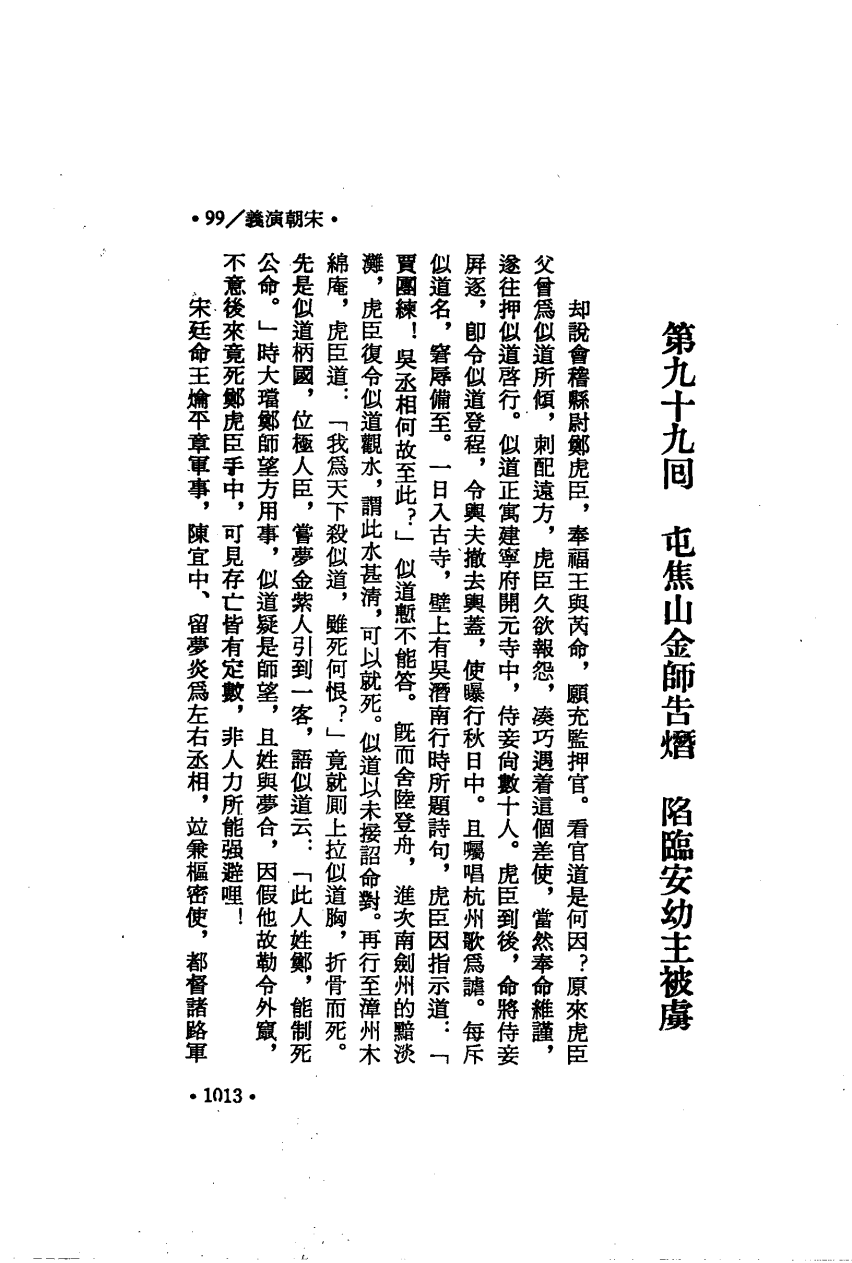 •99/義演朝宋•
第九十九回　屯焦山金師告熸　陷臨安幼主被虜
却說會稽縣尉鄭虎臣，奉福王與芮命，願充監押官。看官道是何因？原來虎臣
父曾爲似道所傾，刺配遠方，虎臣久欲報怨，湊巧遇着這個差使，當然奉命維謹，
遂往押似道啓行。似道正寓建寧府開元寺中，侍妾尙數十人。虎臣到後，命將侍妾
屛逐，卽令似道登程，令輿夫撤去輿蓋，使曝行秋日中。且囑唱杭州歌爲謔。每斥
似道名，窘辱備至。一日入古寺，壁上有吳潛南行時所題詩句，虎臣因指示道：「
賈團練！吳丞相何故至此？」似道慙不能答。旣而舍陸登舟，進次南劍州的黯淡
灘，虎臣復令似道觀水，謂此水甚淸，可以就死。似道以未接詔命對。再行至漳州木
綿庵，虎臣道：「我爲天下殺似道，雖死何恨？」竟就厠上拉似道胸，折骨而死。
先是似道柄國，位極人臣，嘗夢金紫人引到一客，語似道云：「此人姓鄭，能制死
公命。」時大璫鄭師望方用事，似道疑是師望，且姓與夢合，因假他故勒令外竄，
不意後來竟死鄭虎臣手中，可見存亡皆有定數，非人力所能强避哩！
宋廷命王爚平章軍事，陳宜中、留夢炎爲左右丞相，竝兼樞密使，都督諸路軍
•1013•